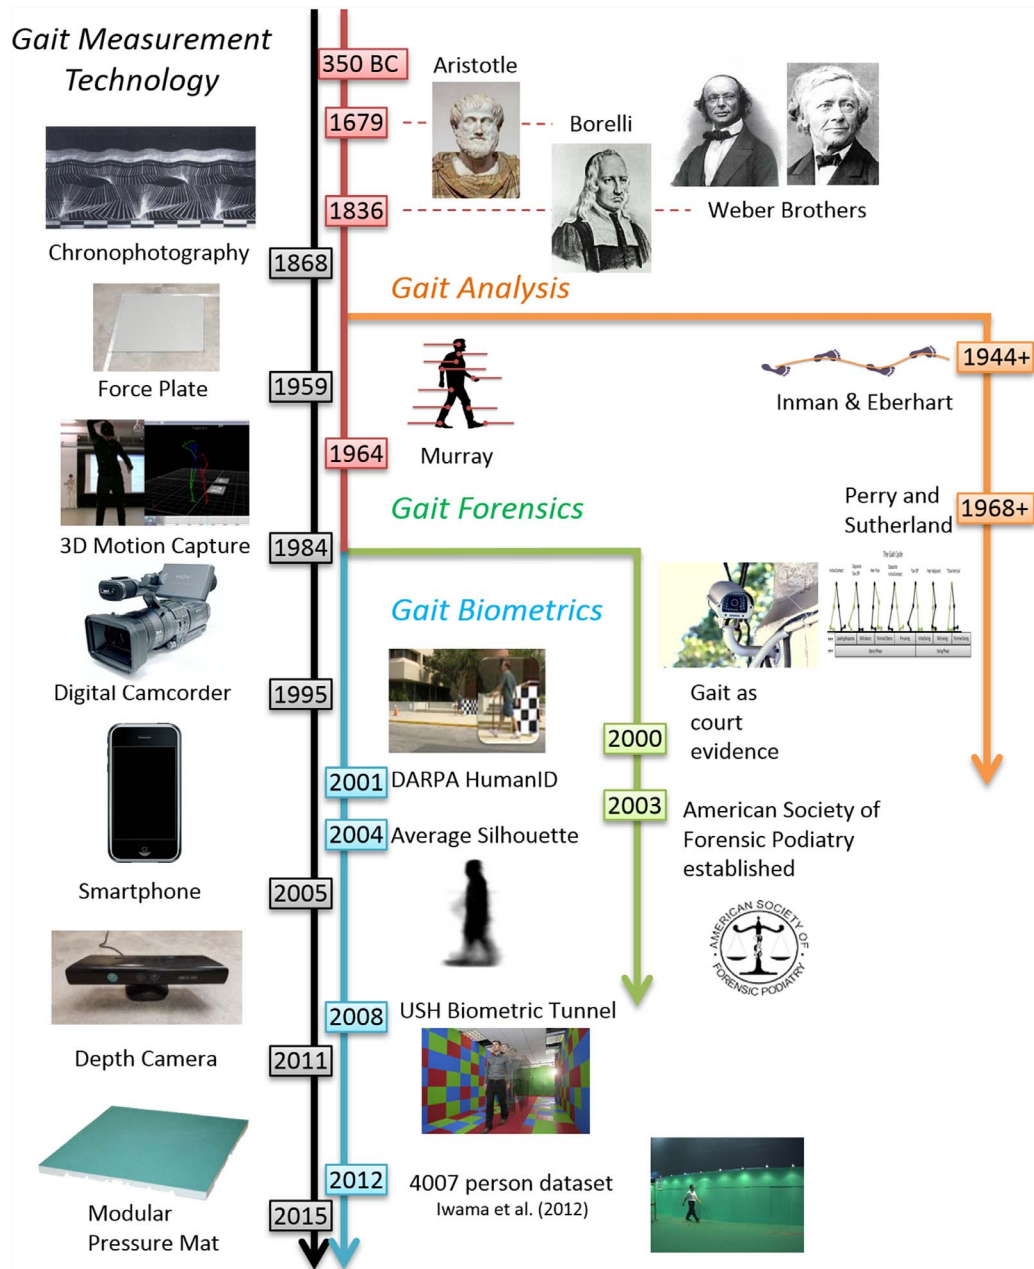 Gait Measurement
Technology
350 BC
Aristotle
1679
Borelli
1836
Weber Brothers
Chronophotography
1868
Gait Analysis
1944+
Inman & Eberhart
Force Plate
1959
1964
Murray
Perry and
Sutherland
1968+
Gait Forensics
3D Motion Capture
1984
The Gait Cycle
Gait Biometrics
Digital Camcorder
1995
Gait as
court
evidence
2000
2001
DARPA HumanID
2003
American Society of
Forensic Podiatry
established
2004
Average Silhouette
Smartphone
2005
AMERICAN SOCIETY OF
FORENSIC PODIATRY
2008
USH Biometric Tunnel
Depth Camera
2011
2012
4007 person dataset
Iwama et al. (2012)
Modular
Pressure Mat
2015